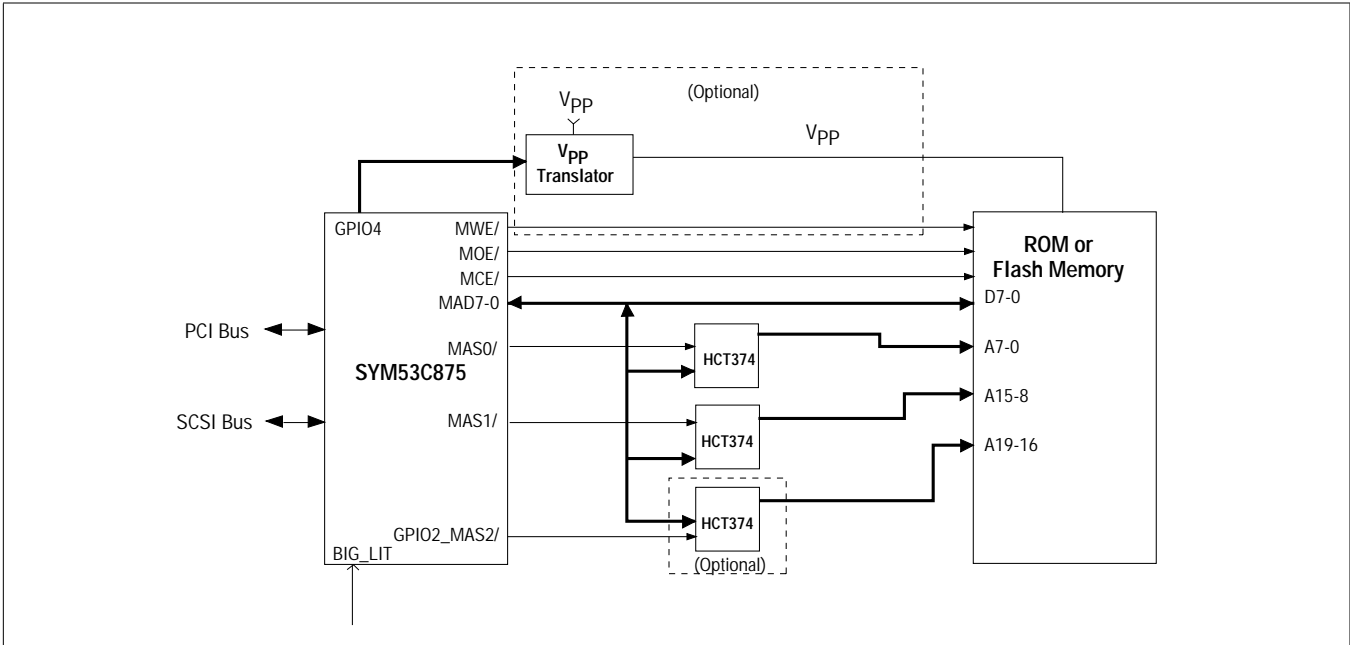 (Optional)
VPP
VPP
VPP
Translator
GPIO4
MWE/
MOE/
MCE/
MAD7-0
ROM or
Flash Memory
D7-0
PCI Bus
MAS0/
HCT374
A7-0
SYM53C875
SCSI Bus
MAS1/
HCT374
A15-8
A19-16
GPIO2_MAS2/
HCT374
BIG_LIT
(Optional)